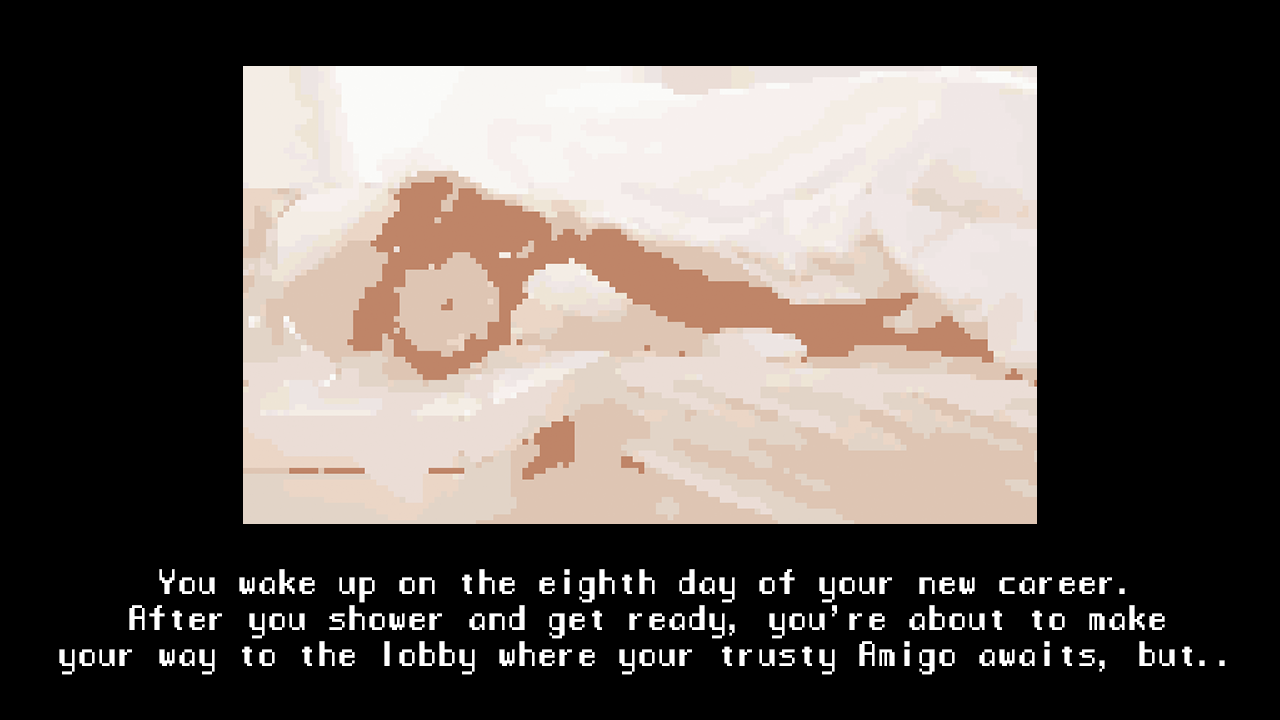 You wake up on the eighth day of your new career.
After you shower and get ready, you're about to make
your way to the lobby where your trusty Amigo awaits, but..